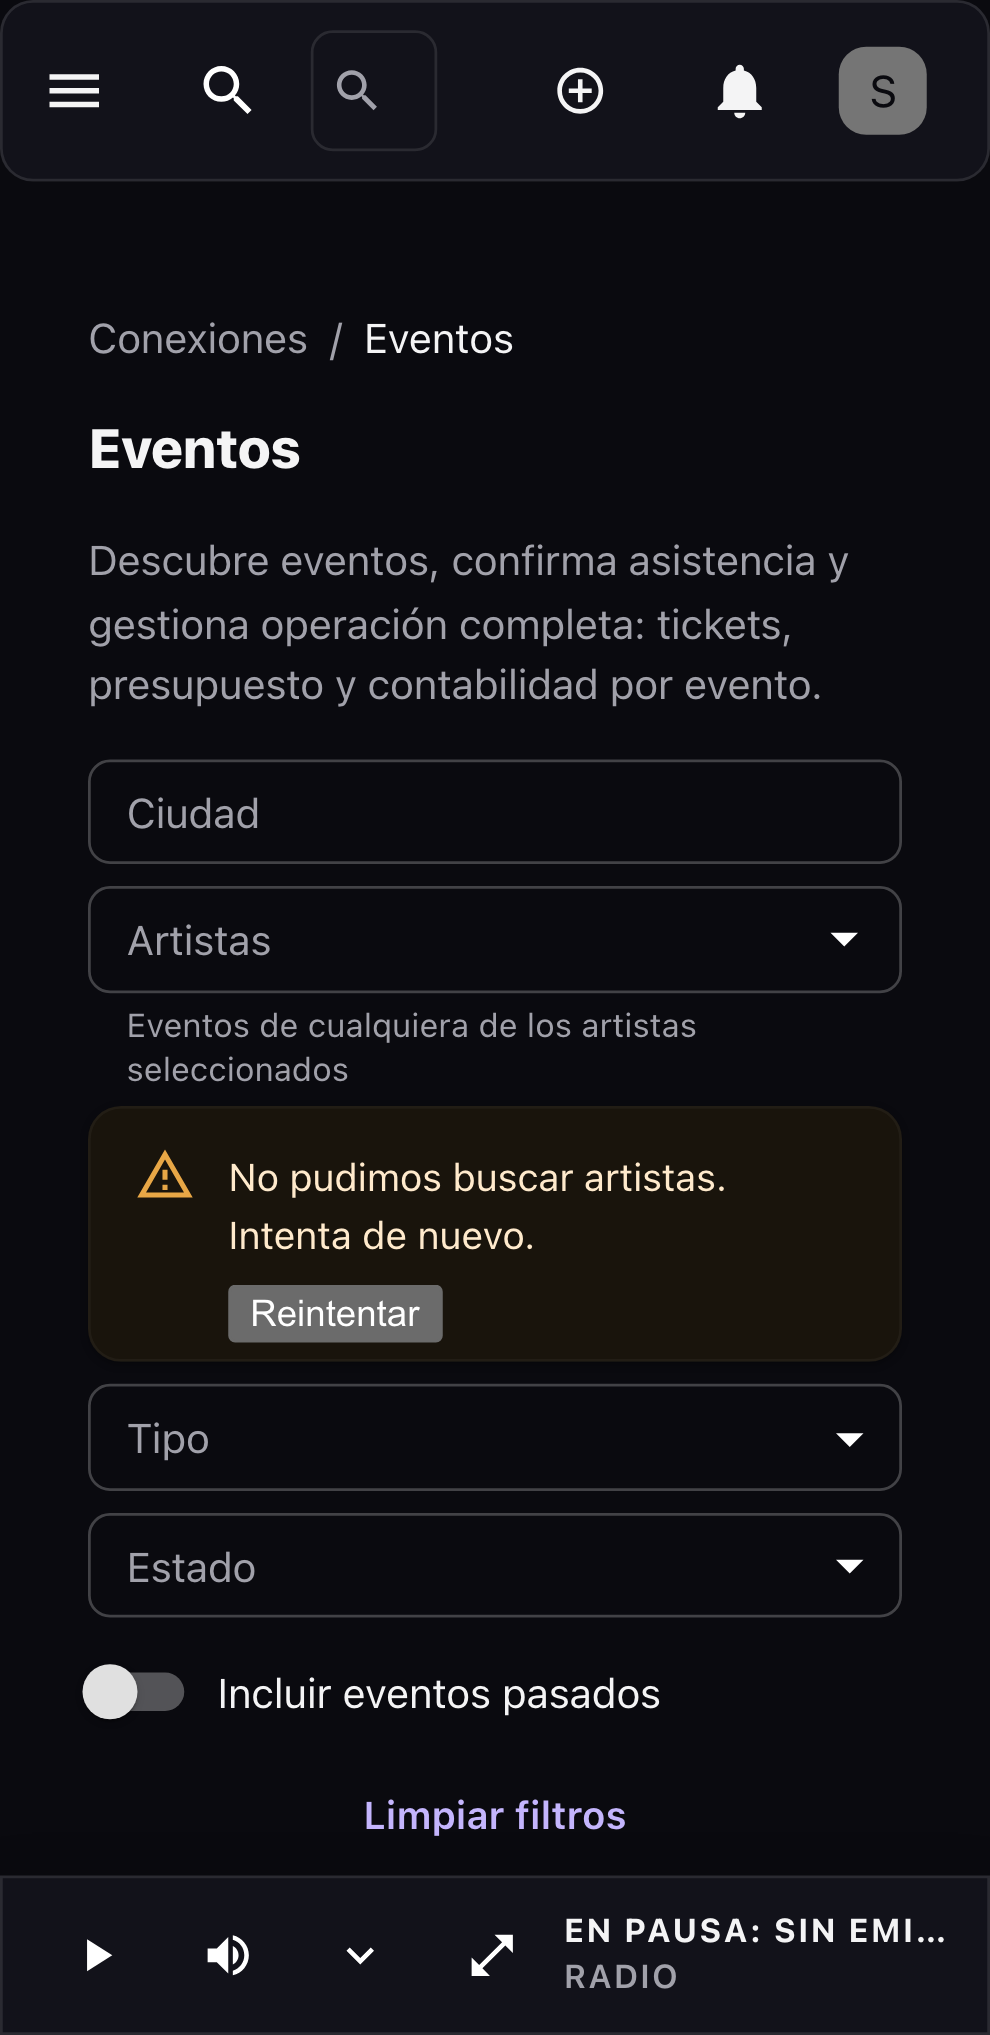 S
Conexiones / Eventos
Eventos
Descubre eventos, confirma asistencia y
gestiona operación completa: tickets,
presupuesto y contabilidad por evento.
Ciudad
Artistas
Eventos de cualquiera de los artistas
seleccionados
No pudimos buscar artistas.
Intenta de nuevo.
Reintentar
Tipo
Estado
Incluir eventos pasados
Limpiar filtros
EN PAUSA: SIN EMI...
RADIO